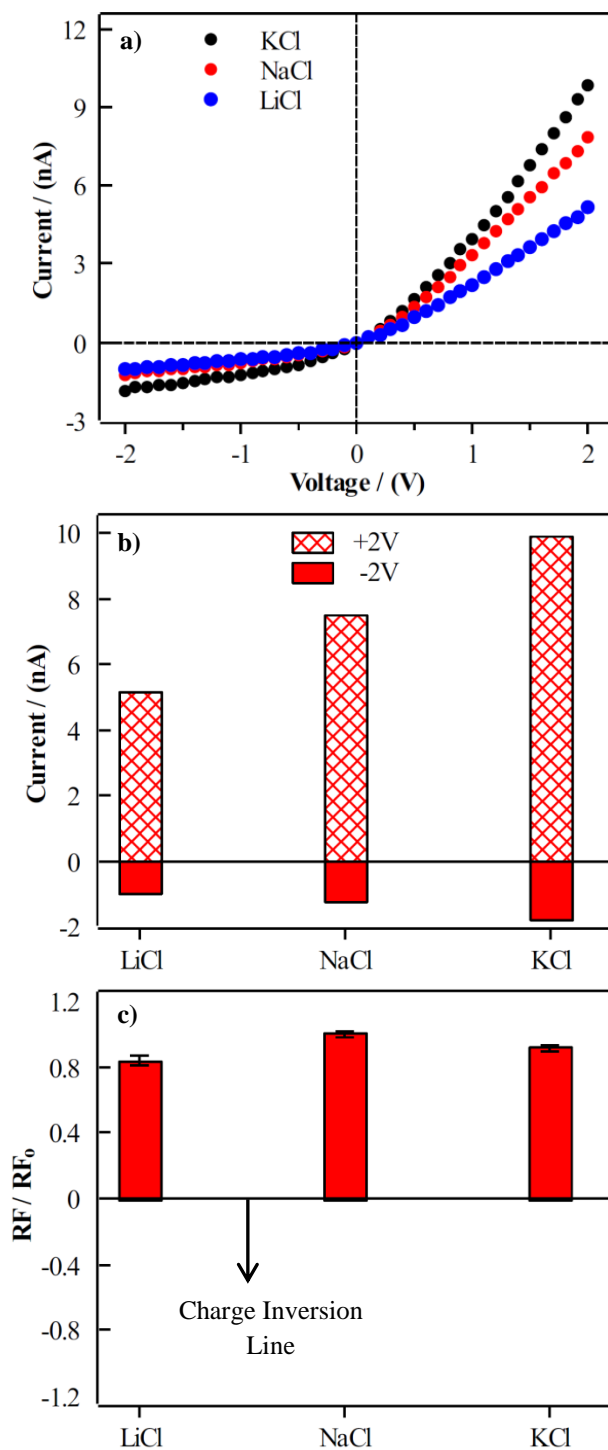 a)
KCl
NaCl
LiCl
12
9
6
3
0
-3
Current / (nA)
-2
-1
0
1
2
Voltage / (V)
b)
+2V
-2V
10
8
6
4
2
0
-2
Current / (nA)
LiCl
NaCl
KCl
c)
1.2
0.8
0.4
0
-0.4
-0.8
-1.2
RF / RFo
Charge Inversion
Line
LiCl
NaCl
KCl